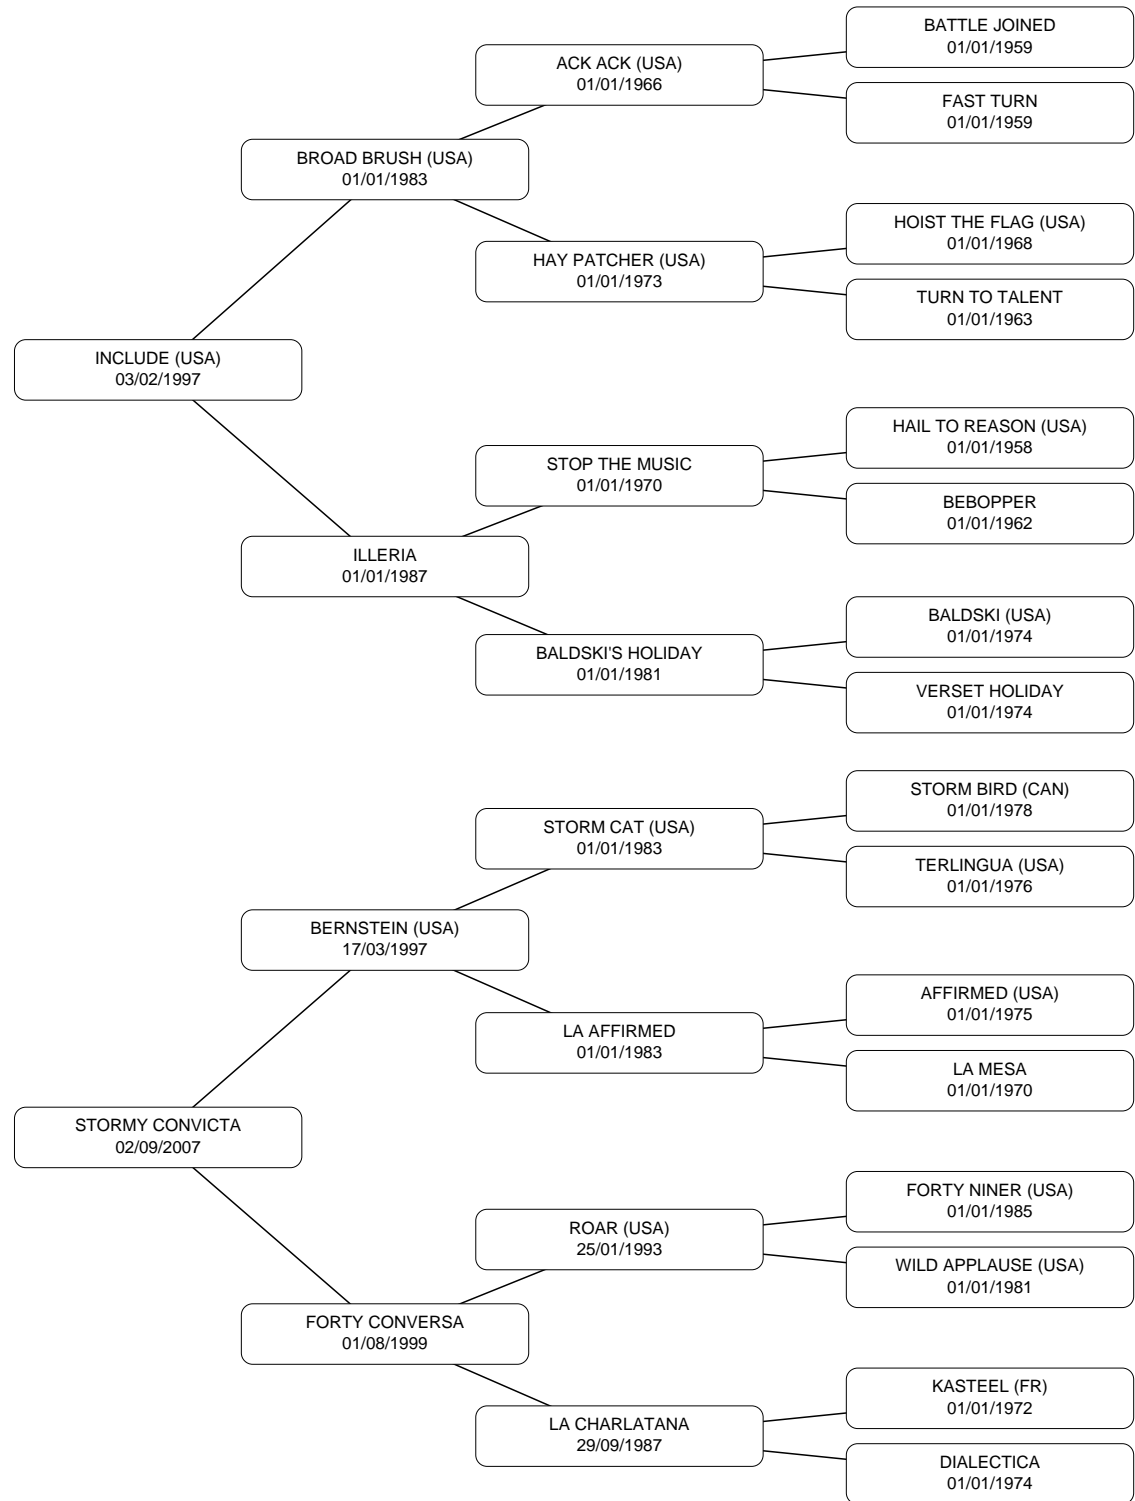 BATTLE JOINED
01/01/1959
ACK ACK (USA)
01/01/1966
FAST TURN
01/01/1959
BROAD BRUSH (USA)
01/01/1983
HOIST THE FLAG (USA)
01/01/1968
HAY PATCHER (USA)
01/01/1973
TURN TO TALENT
01/01/1963
INCLUDE (USA)
03/02/1997
HAIL TO REASON (USA)
01/01/1958
STOP THE MUSIC
01/01/1970
BEBOPPER
01/01/1962
ILLERIA
01/01/1987
BALDSKI (USA)
01/01/1974
BALDSKI'S HOLIDAY
01/01/1981
VERSET HOLIDAY
01/01/1974
STORM BIRD (CAN)
01/01/1978
STORM CAT (USA)
01/01/1983
TERLINGUA (USA)
01/01/1976
BERNSTEIN (USA)
17/03/1997
AFFIRMED (USA)
01/01/1975
LA AFFIRMED
01/01/1983
LA MESA
01/01/1970
STORMY CONVICTA
02/09/2007
FORTY NINER (USA)
01/01/1985
ROAR (USA)
25/01/1993
WILD APPLAUSE (USA)
01/01/1981
FORTY CONVERSA
01/08/1999
KASTEEL (FR)
01/01/1972
LA CHARLATANA
29/09/1987
DIALECTICA
01/01/1974